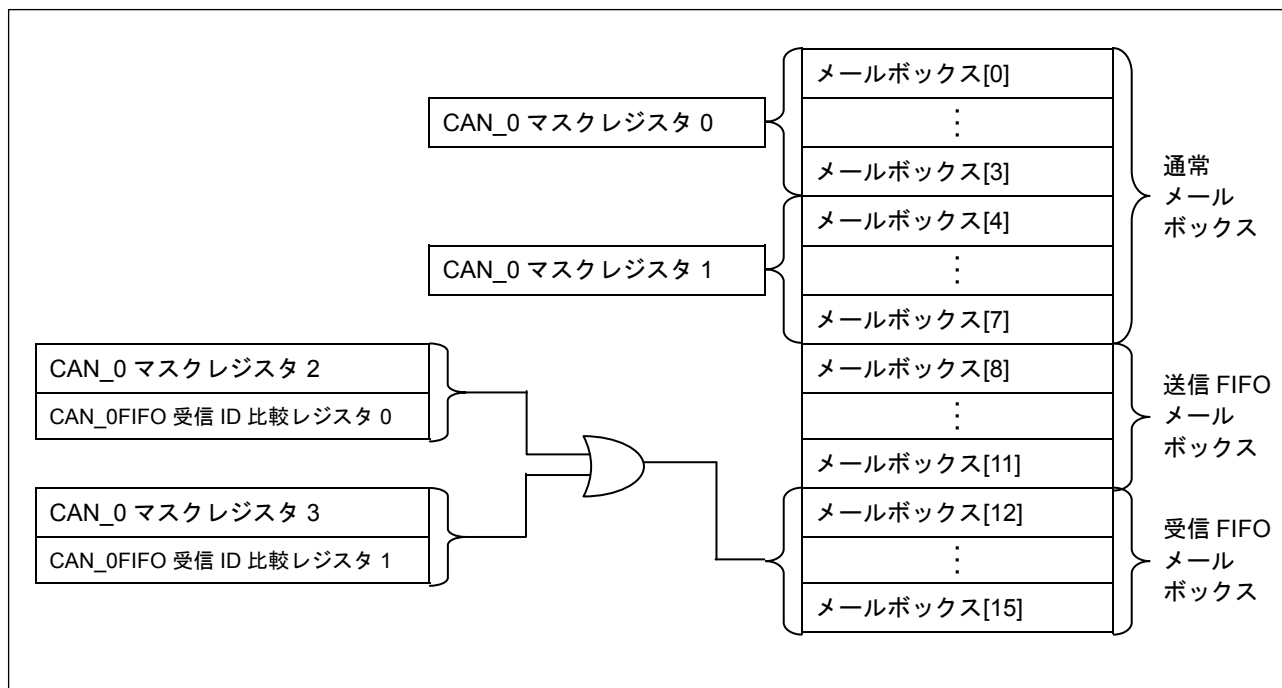 メールボックス[0]
CAN_0 マスクレジスタ 0
⋮
メールボックス[3]
通常
メール
ボックス
メールボックス[4]
CAN_0 マスクレジスタ 1
⋮
メールボックス[7]
CAN_0 マスクレジスタ 2
CAN_0FIFO 受信 ID 比較レジスタ 0
メールボックス[8]
⋮
メールボックス[11]
送信 FIFO
メール
ボックス
CAN_0 マスクレジスタ 3
CAN_0FIFO 受信 ID 比較レジスタ 1
メールボックス[12]
⋮
メールボックス[15]
受信 FIFO
メール
ボックス